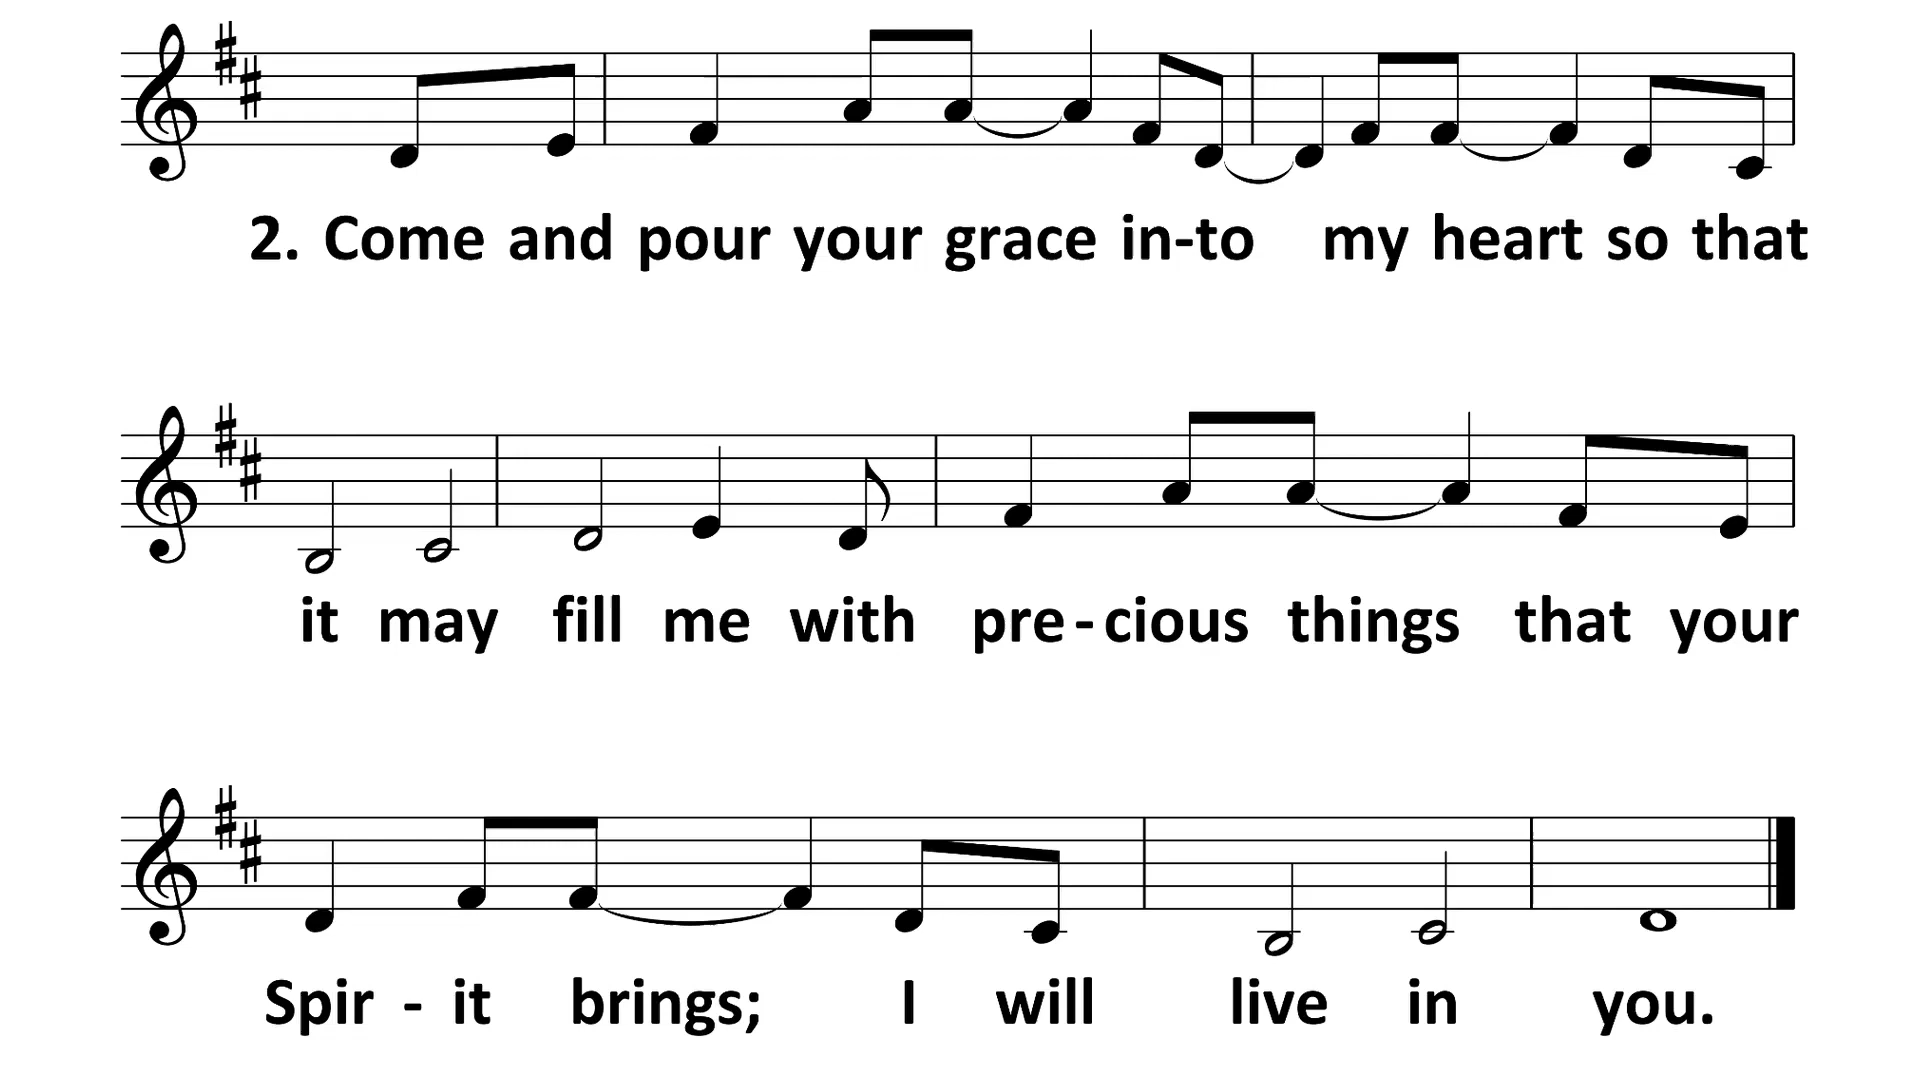 2. Come and pour your grace in-to my heart so that
it may fill me with pre-cious things that your
Spir-it brings; I will live in you.